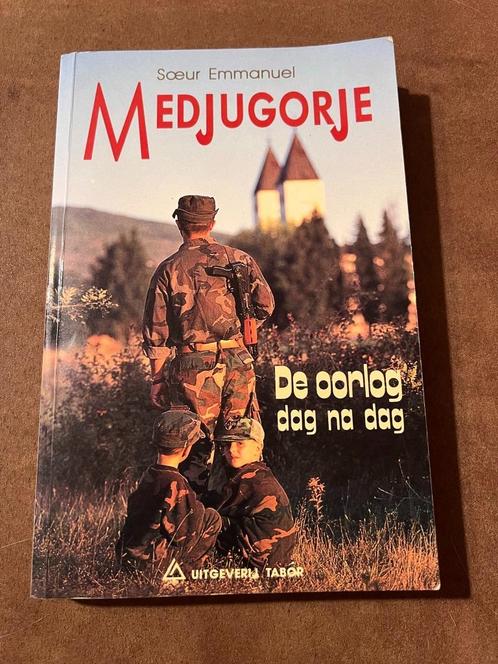 Sœur Emmanuel
MEDJUGORJE
De oorlog
dag na dag
UITGEVERIJ TABOR